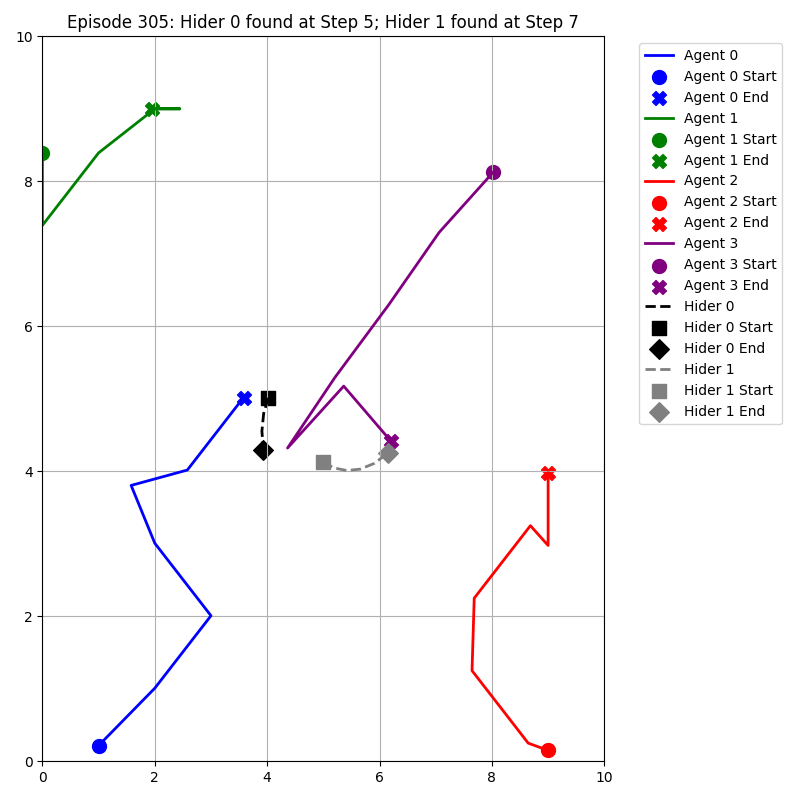 Episode 305: Hider 0 found at Step 5; Hider 1 found at Step 7
10
8
6
4
2
0
0
2
4
6
8
10
Agent 0
Agent 0 Start
Agent 0 End
Agent 1
Agent 1 Start
Agent 1 End
Agent 2
Agent 2 Start
Agent 2 End
Agent 3
Agent 3 Start
Agent 3 End
Hider 0
Hider 0 Start
Hider 0 End
Hider 1
Hider 1 Start
Hider 1 End